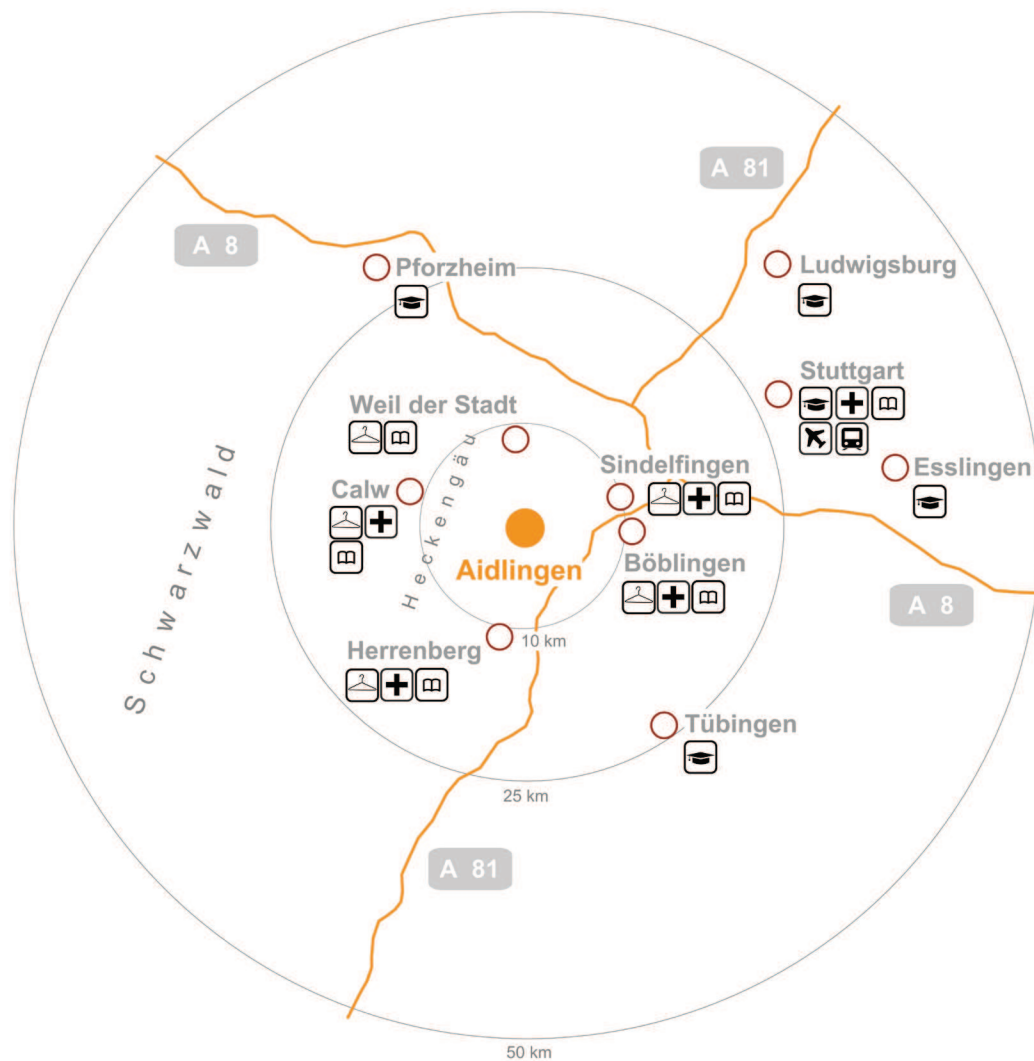 A 81
A 8
Pforzheim
Ludwigsburg
Stuttgart
Weil der Stadt
Heckengäu
Sindelfingen
Esslingen
Calw
Schwarzwald
Aidlingen
Böblingen
A 8
10 km
Herrenberg
Tübingen
25 km
A 81
50 km